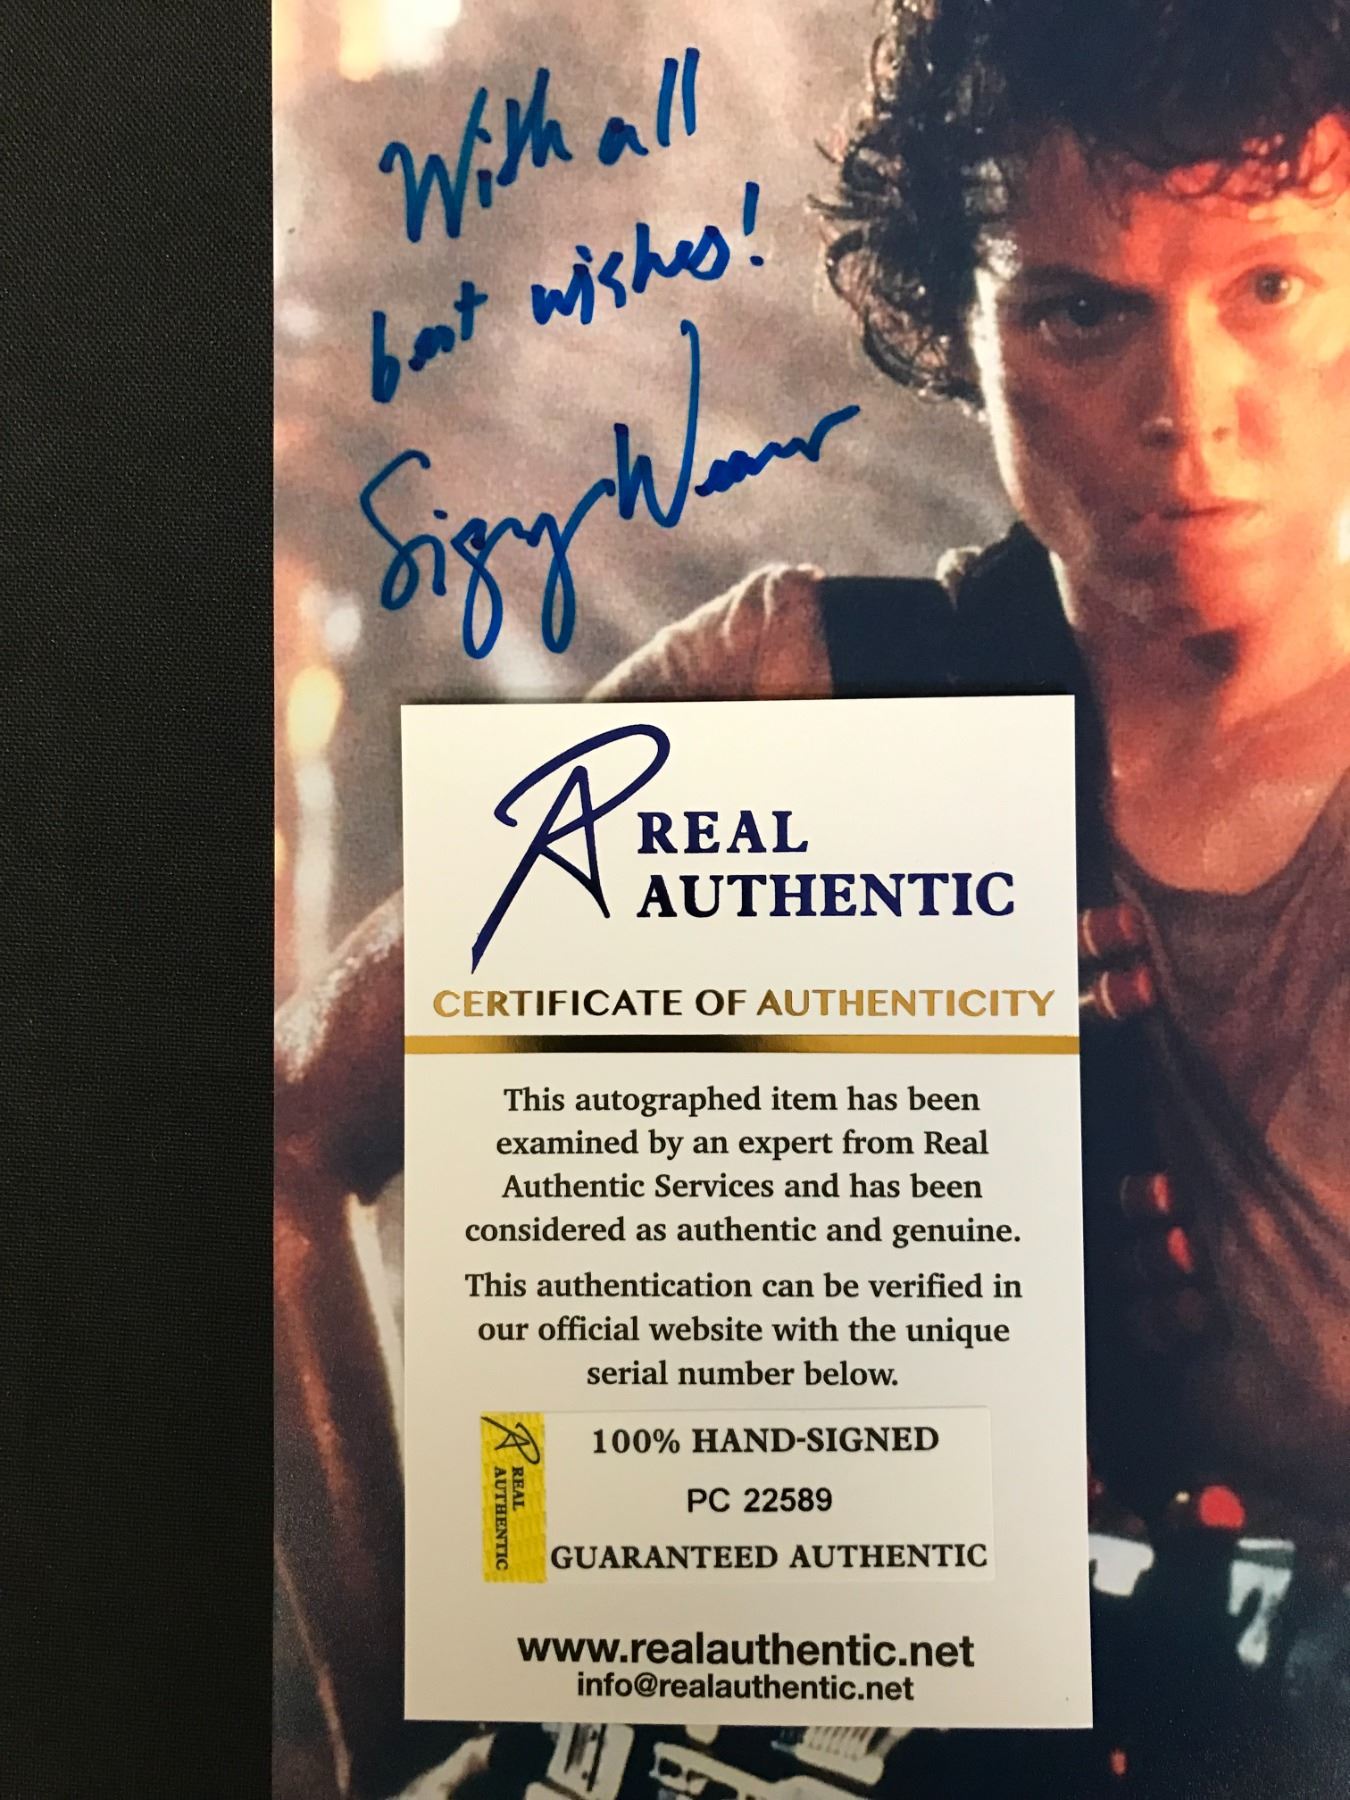 With all
best wishes!
Sigourney Weaver
REAL
AUTHENTIC
CERTIFICATE OF AUTHENTICITY
This autographed item has been
examined by an expert from Real
Authentic Services and has been
considered as authentic and genuine.
This authentication can be verified in
our official website with the unique
serial number below.
REAL
AUTHENTIC
100% HAND-SIGNED
PC 22589
GUARANTEED AUTHENTIC
www.realauthentic.net
info@realauthentic.net
7